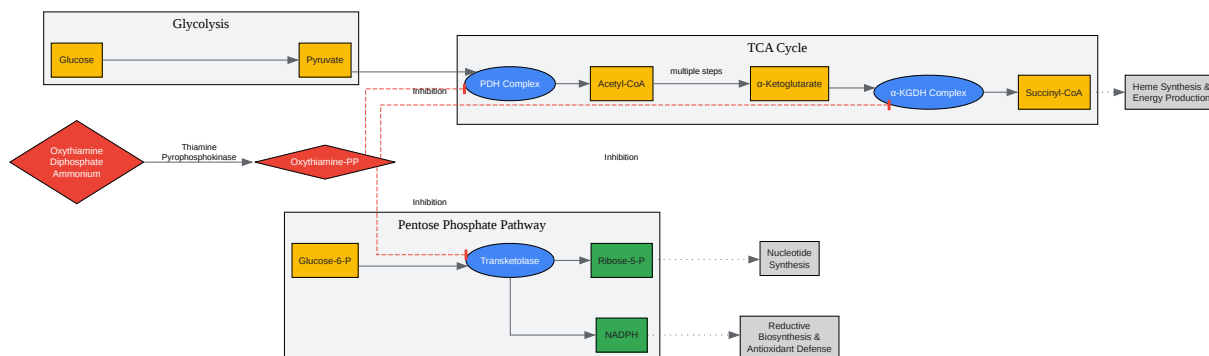 Glycolysis
Glucose
Pyruvate
TCA Cycle
PDH Complex
Acetyl-CoA
multiple steps
α-Ketoglutarate
α-KGDH Complex
Succinyl-CoA
Heme Synthesis &
Energy Production
Inhibition
Oxythiamine
Diphosphate
Ammonium
Thiamine
Pyrophosphokinase
Oxythiamine-PP
Inhibition
Inhibition
Pentose Phosphate Pathway
Glucose-6-P
Transketolase
Ribose-5-P
Nucleotide
Synthesis
NADPH
Reductive
Biosynthesis &
Antioxidant Defense